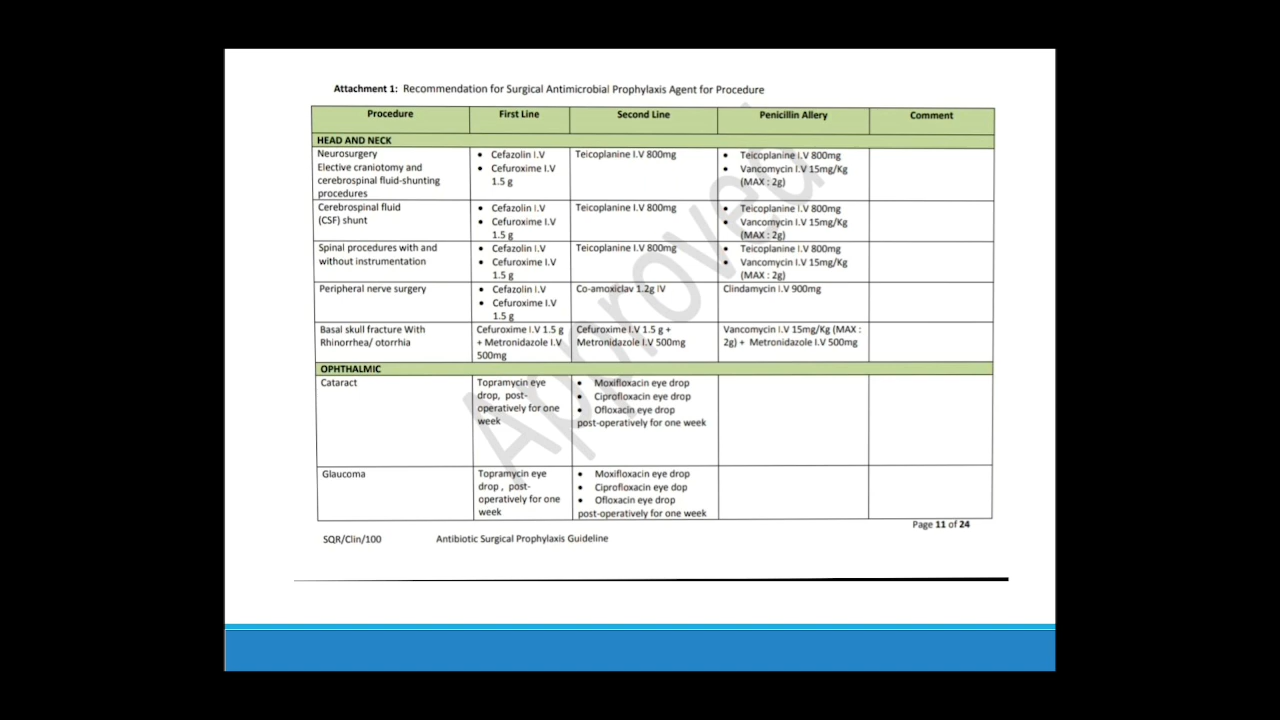 Attachment 1: Recommendation for Surgical Antimicrobial Prophylaxis Agent for Procedure
Procedure First Line Second Line Penicillin Allery Comment
HEAD AND NECK
Neurosurgery
Elective craniotomy and
cerebrospinal fluid-shunting
procedures
• Cefazolin I.V
• Cefuroxime I.V
1.5 g
Teicoplanine I.V 800mg
• Teicoplanine I.V 800mg
• Vancomycin I.V 15mg/Kg
(MAX : 2g)
Cerebrospinal fluid
(CSF) shunt
• Cefazolin I.V
• Cefuroxime I.V
1.5 g
Teicoplanine I.V 800mg
• Teicoplanine I.V 800mg
• Vancomycin I.V 15mg/Kg
(MAX : 2g)
Spinal procedures with and
without instrumentation
• Cefazolin I.V
• Cefuroxime I.V
1.5 g
Teicoplanine I.V 800mg
• Teicoplanine I.V 800mg
• Vancomycin I.V 15mg/Kg
(MAX : 2g)
Peripheral nerve surgery
• Cefazolin I.V
• Cefuroxime I.V
1.5 g
Co-amoxiclav 1.2g IV
Clindamycin I.V 900mg
Basal skull fracture With
Rhinorrhea/ otorrhia
Cefuroxime I.V 1.5 g
+ Metronidazole I.V
500mg
Cefuroxime I.V 1.5 g +
Metronidazole I.V 500mg
Vancomycin I.V 15mg/Kg (MAX :
2g) + Metronidazole I.V 500mg
OPHTHALMIC
Cataract
Topramycin eye
drop, post-
operatively for one
week
• Moxifloxacin eye drop
• Ciprofloxacin eye drop
• Ofloxacin eye drop
post-operatively for one week
Glaucoma
Topramycin eye
drop , post-
operatively for one
week
• Moxifloxacin eye drop
• Ciprofloxacin eye dop
• Ofloxacin eye drop
post-operatively for one week
Page 11 of 24
SQR/Clin/100 Antibiotic Surgical Prophylaxis Guideline
Approved